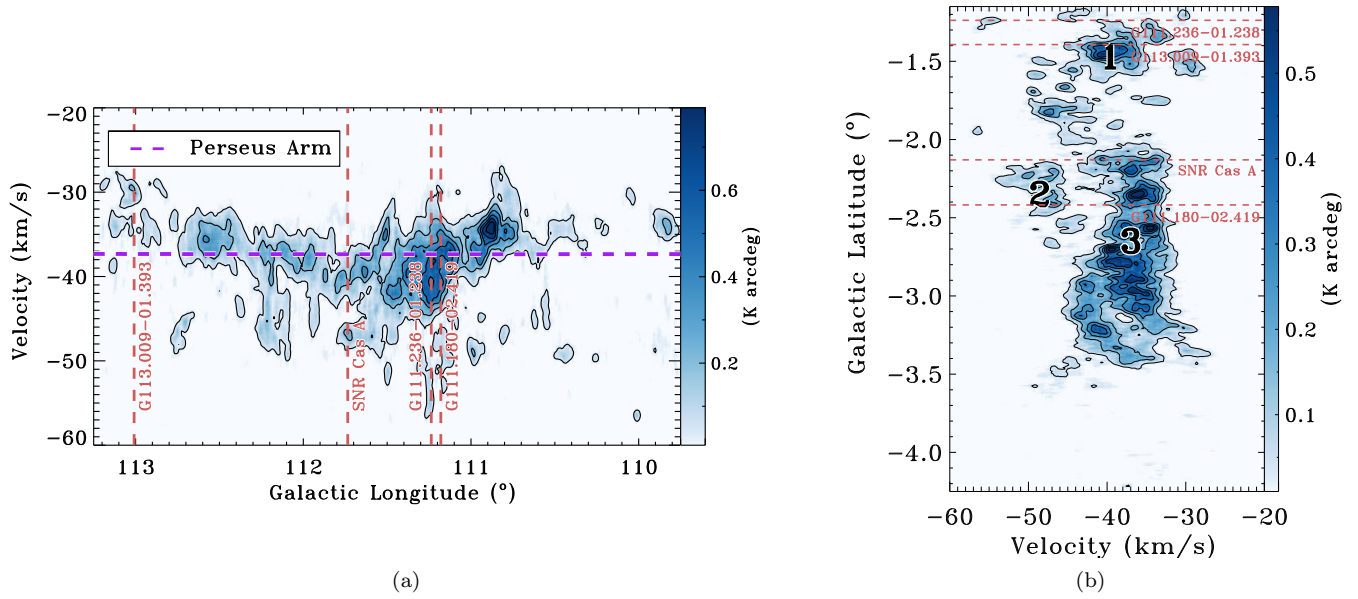 -20
-30
-40
-50
-60
Velocity (km/s)
Perseus Arm
G113.009-01.393
SNR Cas A
G111.236-01.238
G111.180-02.419
113
112
111
110
Galactic Longitude (°)
0.6
0.4
0.2
(K arcdeg)
(a)
-1.5
-2.0
-2.5
-3.0
-3.5
-4.0
Galactic Latitude (°)
G111.236-01.238
G113.009-01.393
SNR Cas A
G111.180-02.419
1
2
3
-60
-50
-40
-30
-20
Velocity (km/s)
0.5
0.4
0.3
0.2
0.1
(K arcdeg)
(b)